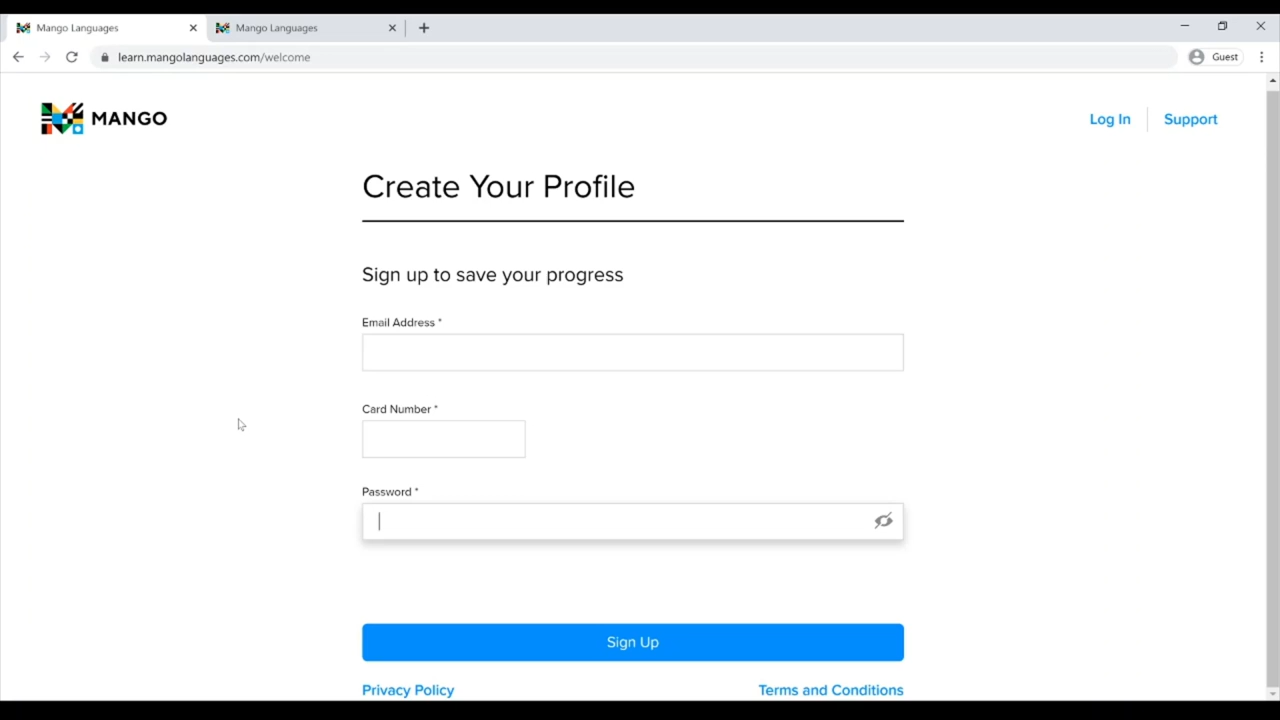 Mango Languages
Mango Languages
learn.mangolanguages.com/welcome
Guest
MANGO
Log In
Support
Create Your Profile
Sign up to save your progress
Email Address *
Card Number *
Password *
Sign Up
Privacy Policy
Terms and Conditions